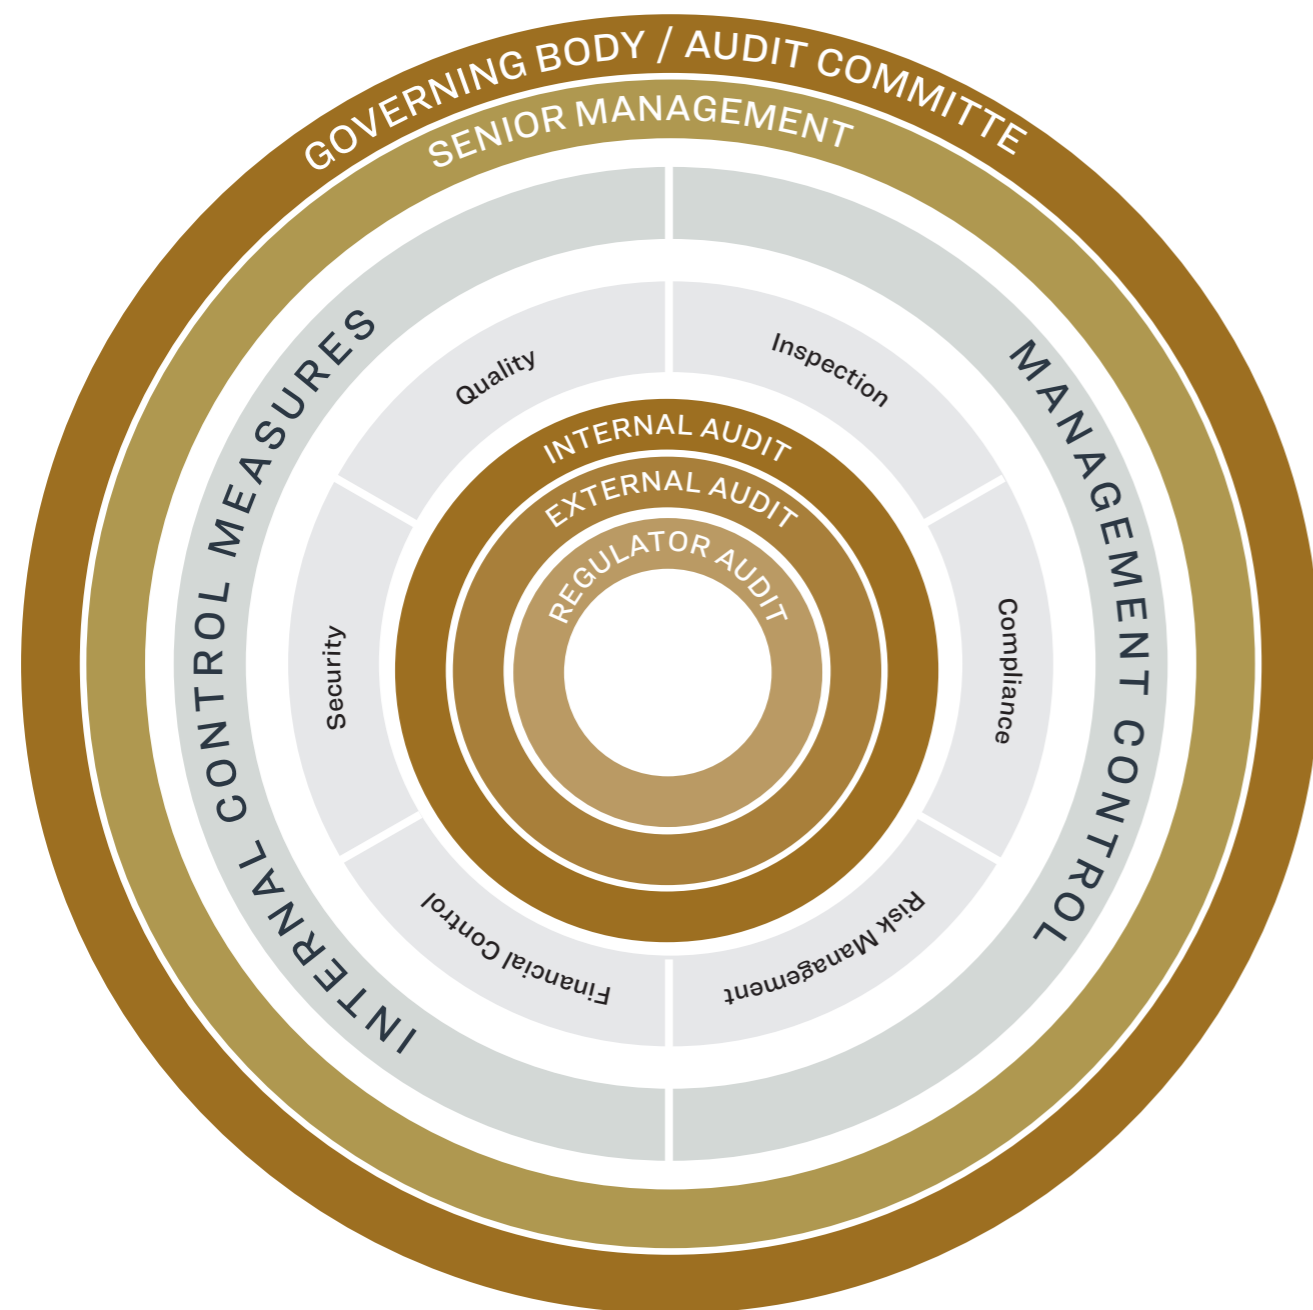 GOVERNING BODY / AUDIT COMMITTE
SENIOR MANAGEMENT
INTERNAL CONTROL MEASURES
MANAGEMENT CONTROL
Quality
Inspection
Security
Compliance
Financial Control
Risk Management
INTERNAL AUDIT
EXTERNAL AUDIT
REGULATOR AUDIT